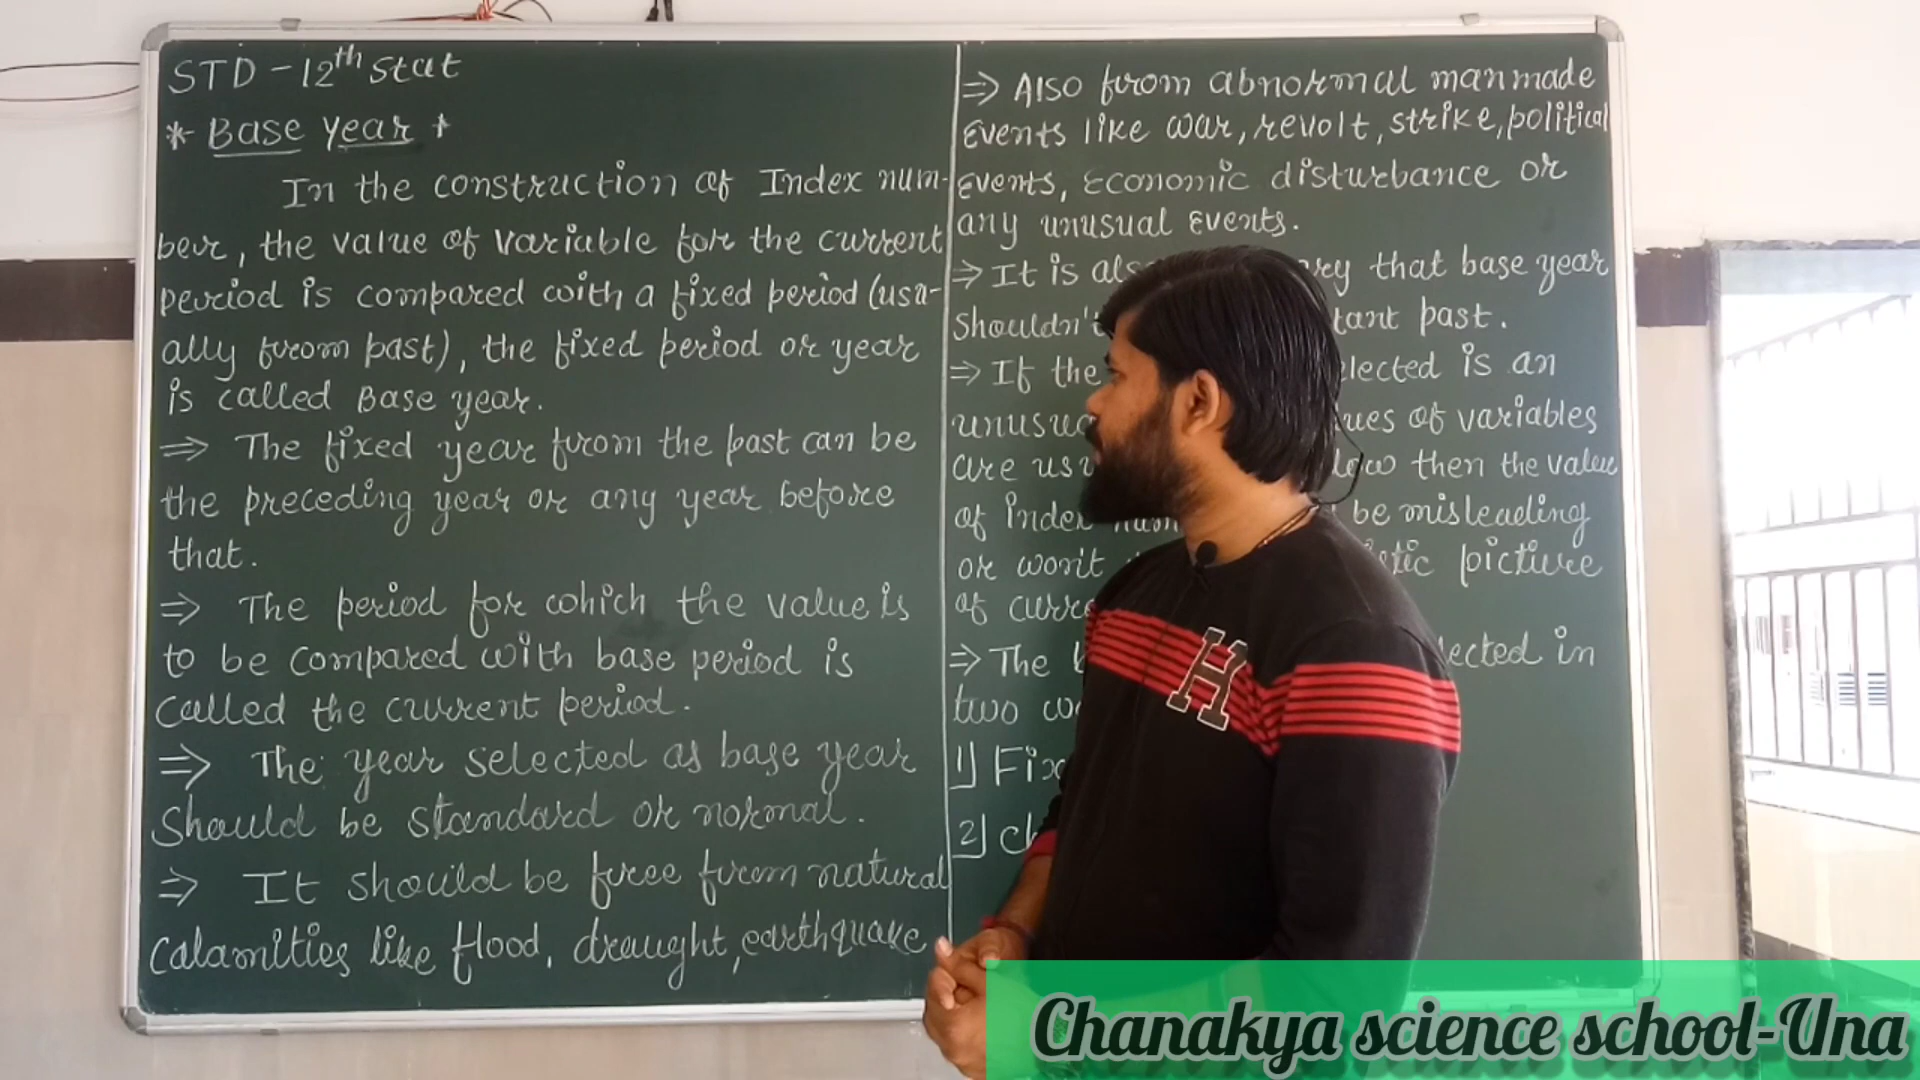 STD - 12th Stat
* Base year *
In the construction of Index num-
ber, the value of variable for the current
period is compared with a fixed period (usu-
ally from past), the fixed period or year
is called Base year.
⇒ The fixed year from the past can be
the preceding year or any year before
that.
⇒ The period for which the value is
to be compared with base period is
called the current period.
⇒ The year selected as base year
should be standard or normal.
⇒ It should be free from natural
calamities like flood, draught, earthquake
⇒ Also from abnormal manmade
events like war, revolt, strike, political
events, Economic disturbance or
any unusual events.
⇒ It is that base year
shouldn't past.
⇒ If the is an
of variables
are then the value
of index be misleading
or won't picture
of
⇒ The in
two
1)
2)
H
Chanakya science school-Una